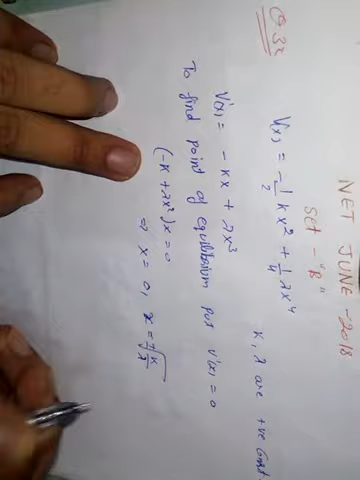 NET JUNE - 2018
Set - "B"
Q 32
V(x) = -1/2 kx² + 1/4 λx⁴   K, λ are +ve Const
V'(x) = - kx + λx³
To find point of equilibrium put V'(x) = 0
(-k + λx²) x = 0
⇒ x = 0, x = ±√(k/λ)